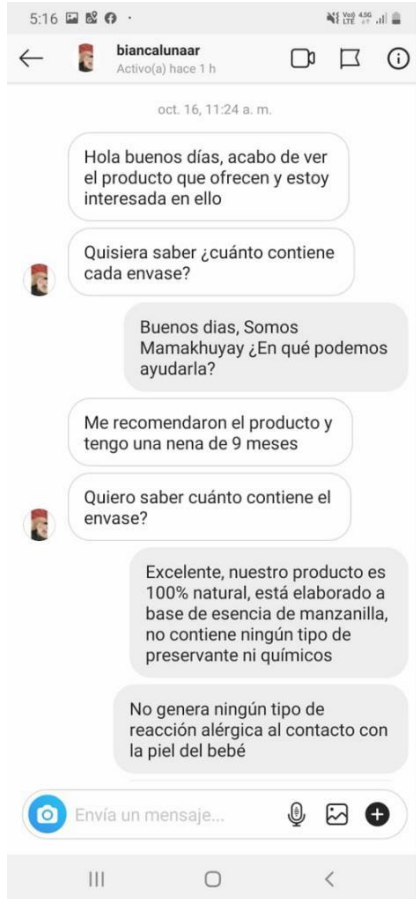 5:16
Vo)) 4.5G
LTE
biancalunaar
Activo(a) hace 1 h
oct. 16, 11:24 a. m.
Hola buenos días, acabo de ver
el producto que ofrecen y estoy
interesada en ello
Quisiera saber ¿cuánto contiene
cada envase?
Buenos dias, Somos
Mamakhuyay ¿En qué podemos
ayudarla?
Me recomendaron el producto y
tengo una nena de 9 meses
Quiero saber cuánto contiene el
envase?
Excelente, nuestro producto es
100% natural, está elaborado a
base de esencia de manzanilla,
no contiene ningún tipo de
preservante ni químicos
No genera ningún tipo de
reacción alérgica al contacto con
la piel del bebé
Envía un mensaje...